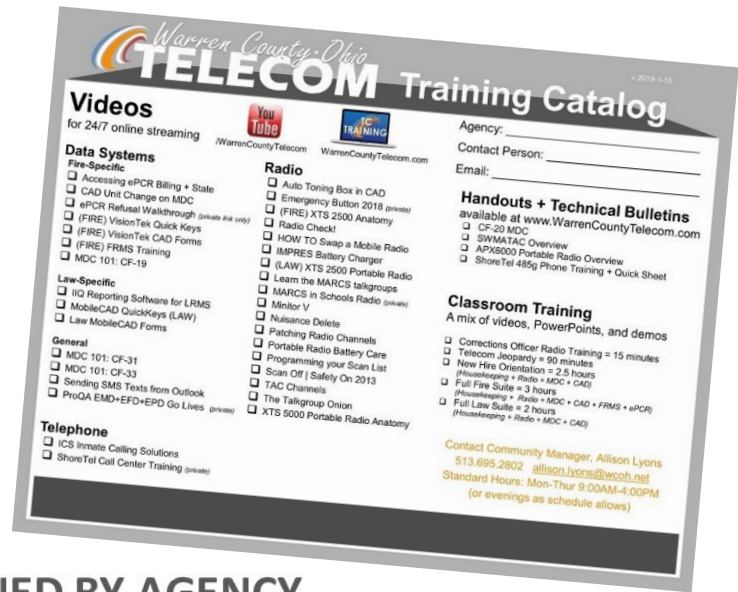 Warren County · Ohio
TELECOM Training Catalog
v 2019-1-10
Videos
for 24/7 online streaming
You
Tube
/WarrenCountyTelecom
TC
TRAINING
WarrenCountyTelecom.com
Data Systems
Fire-Specific
❑ Accessing ePCR Billing + State
❑ CAD Unit Change on MDC
❑ ePCR Refusal Walkthrough (private link only)
❑ (FIRE) VisionTek Quick Keys
❑ (FIRE) VisionTek CAD Forms
❑ (FIRE) FRMS Training
❑ MDC 101: CF-19
Law-Specific
❑ IIQ Reporting Software for LRMS
❑ MobileCAD QuickKeys (LAW)
❑ Law MobileCAD Forms
General
❑ MDC 101: CF-31
❑ MDC 101: CF-33
❑ Sending SMS Texts from Outlook
❑ ProQA EMD+EFD+EPD Go Lives (private)
Telephone
❑ ICS Inmate Calling Solutions
❑ ShoreTel Call Center Training (private)
Radio
❑ Auto Toning Box in CAD
❑ Emergency Button 2018 (private)
❑ (FIRE) XTS 2500 Anatomy
❑ Radio Check!
❑ HOW TO Swap a Mobile Radio
❑ IMPRES Battery Charger
❑ (LAW) XTS 2500 Portable Radio
❑ Learn the MARCS talkgroups
❑ MARCS in Schools Radio (private)
❑ Minitor V
❑ Nuisance Delete
❑ Patching Radio Channels
❑ Portable Radio Battery Care
❑ Programming your Scan List
❑ Scan Off | Safety On 2013
❑ TAC Channels
❑ The Talkgroup Onion
❑ XTS 5000 Portable Radio Anatomy
Agency:
Contact Person:
Email:
Handouts + Technical Bulletins
available at www.WarrenCountyTelecom.com
❑ CF-20 MDC
❑ SWMATAC Overview
❑ APX6000 Portable Radio Overview
❑ ShoreTel 485g Phone Training + Quick Sheet
Classroom Training
A mix of videos, PowerPoints, and demos
❑ Corrections Officer Radio Training = 15 minutes
❑ Telecom Jeopardy = 90 minutes
❑ New Hire Orientation = 2.5 hours
(Housekeeping + Radio + MDC + CAD)
❑ Full Fire Suite = 3 hours
(Housekeeping + Radio + MDC + CAD + FRMS + ePCR)
❑ Full Law Suite = 2 hours
(Housekeeping + Radio + MDC + CAD)
Contact Community Manager, Allison Lyons
513.695.2802 allison.lyons@wcoh.net
Standard Hours: Mon-Thur 9:00AM-4:00PM
(or evenings as schedule allows)
BY AGENCY